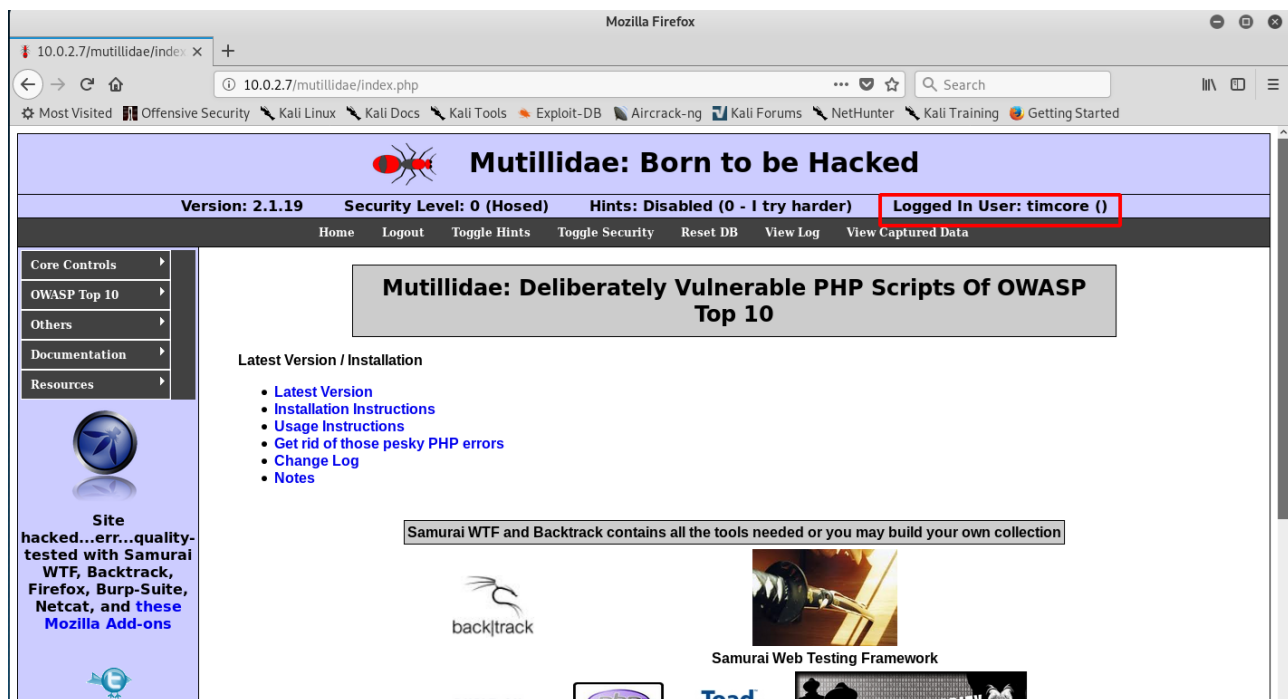 Mozilla Firefox
10.0.2.7/mutillidae/index
10.0.2.7/mutillidae/index.php
Search
Most Visited Offensive Security Kali Linux Kali Docs Kali Tools Exploit-DB Aircrack-ng Kali Forums NetHunter Kali Training Getting Started
Mutillidae: Born to be Hacked
Version: 2.1.19 Security Level: 0 (Hosed) Hints: Disabled (0 - I try harder) Logged In User: timcore ()
Home Logout Toggle Hints Toggle Security Reset DB View Log View Captured Data
Core Controls
OWASP Top 10
Others
Documentation
Resources
Site
hacked...err...quality-
tested with Samurai
WTF, Backtrack,
Firefox, Burp-Suite,
Netcat, and these
Mozilla Add-ons
Mutillidae: Deliberately Vulnerable PHP Scripts Of OWASP
Top 10
Latest Version / Installation
Latest Version
Installation Instructions
Usage Instructions
Get rid of those pesky PHP errors
Change Log
Notes
Samurai WTF and Backtrack contains all the tools needed or you may build your own collection
back|track
Samurai Web Testing Framework
Toad